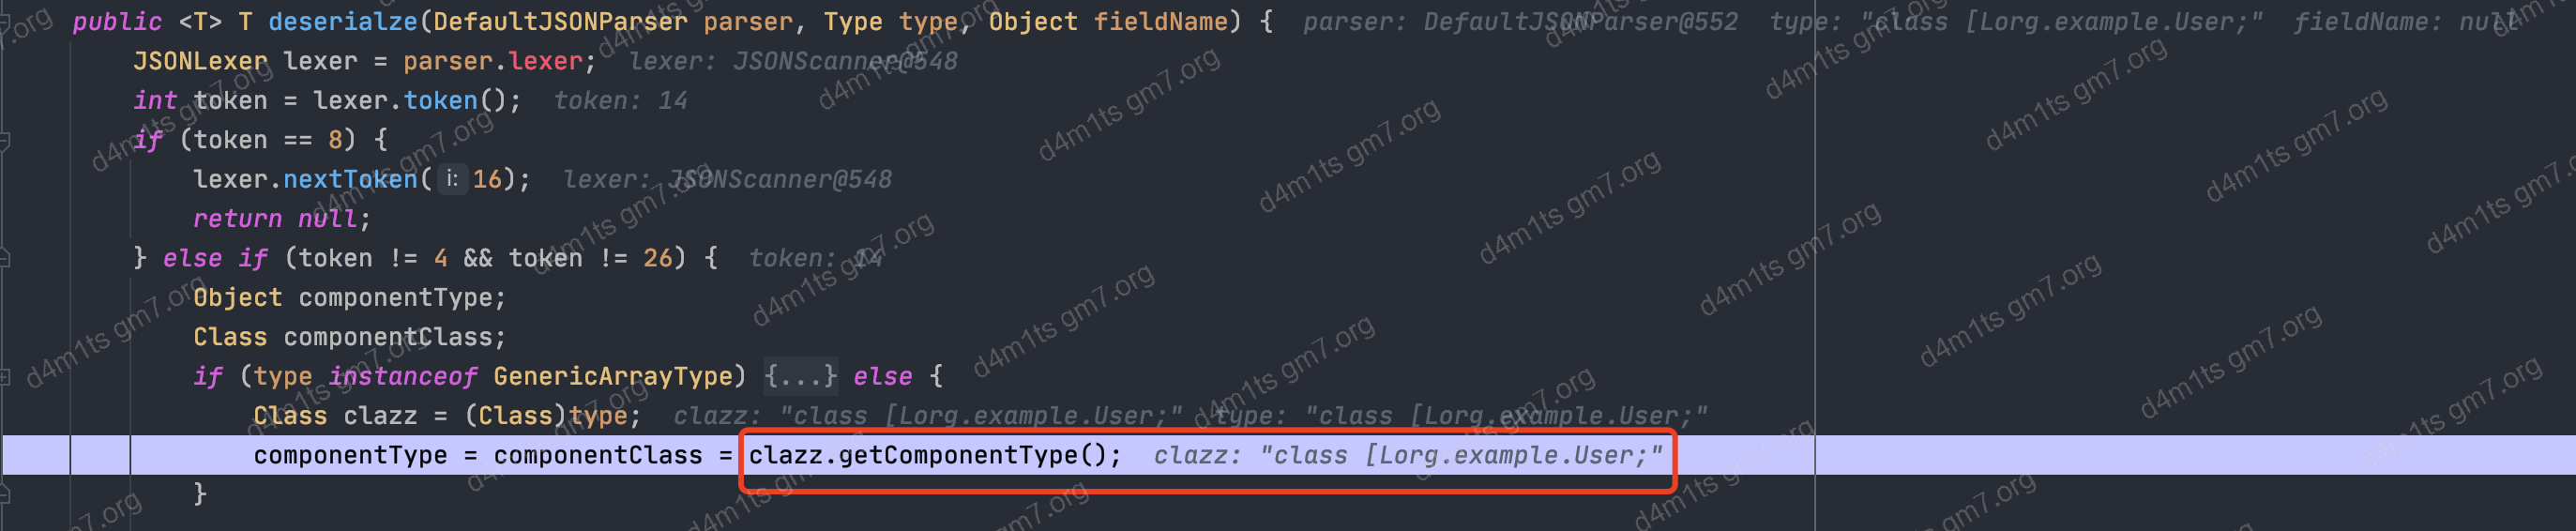 public <T> T deserialze(DefaultJSONParser parser, Type type, Object fieldName) {  parser: DefaultJSONParser@552  type: "class [Lorg.example.User;"  fieldName: null
JSONLexer lexer = parser.lexer;  lexer: JSONScanner@548
int token = lexer.token();  token: 14
if (token == 8) {
lexer.nextToken( i: 16);  lexer: JSONScanner@548
return null;
} else if (token != 4 && token != 26) {  token: 14
Object componentType;
Class componentClass;
if (type instanceof GenericArrayType) {...} else {
Class clazz = (Class)type;  clazz: "class [Lorg.example.User;"  type: "class [Lorg.example.User;"
componentType = componentClass = clazz.getComponentType();  clazz: "class [Lorg.example.User;"
}
d4m1ts gm7.org